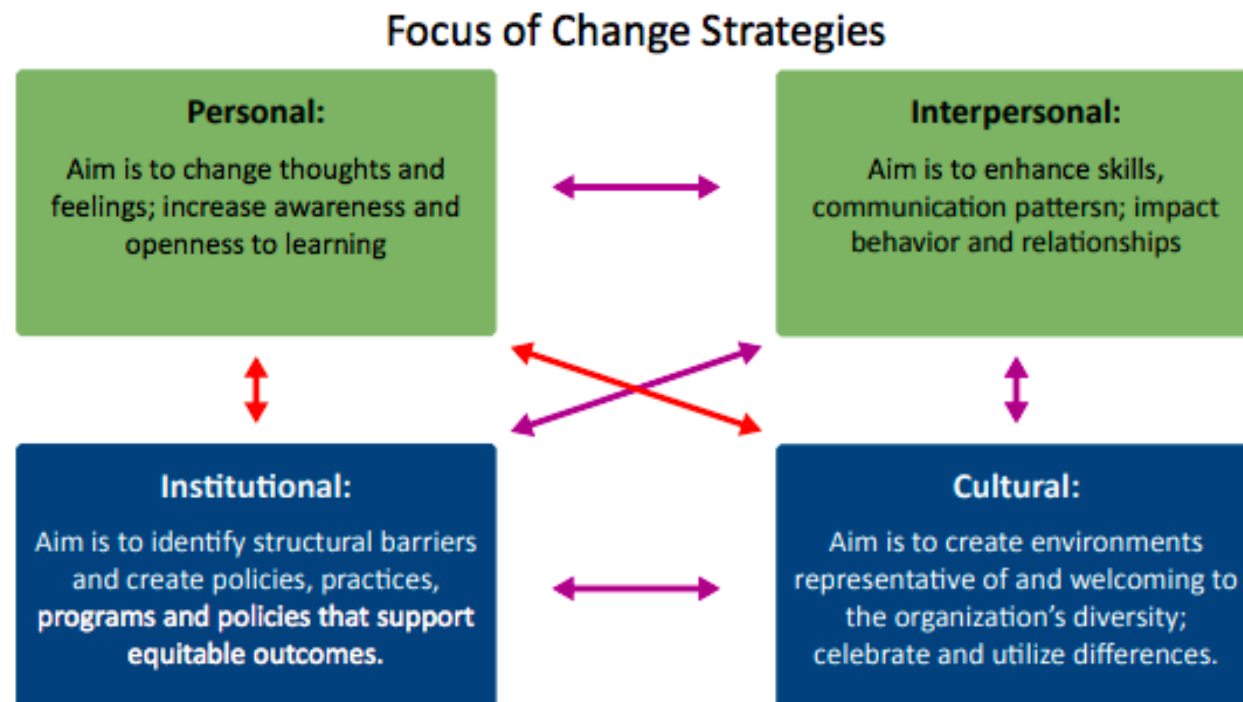 Focus of Change Strategies
Personal:
Aim is to change thoughts and
feelings; increase awareness and
openness to learning
Interpersonal:
Aim is to enhance skills,
communication pattersn; impact
behavior and relationships
Institutional:
Aim is to identify structural barriers
and create policies, practices,
programs and policies that support
equitable outcomes.
Cultural:
Aim is to create environments
representative of and welcoming to
the organization’s diversity;
celebrate and utilize differences.